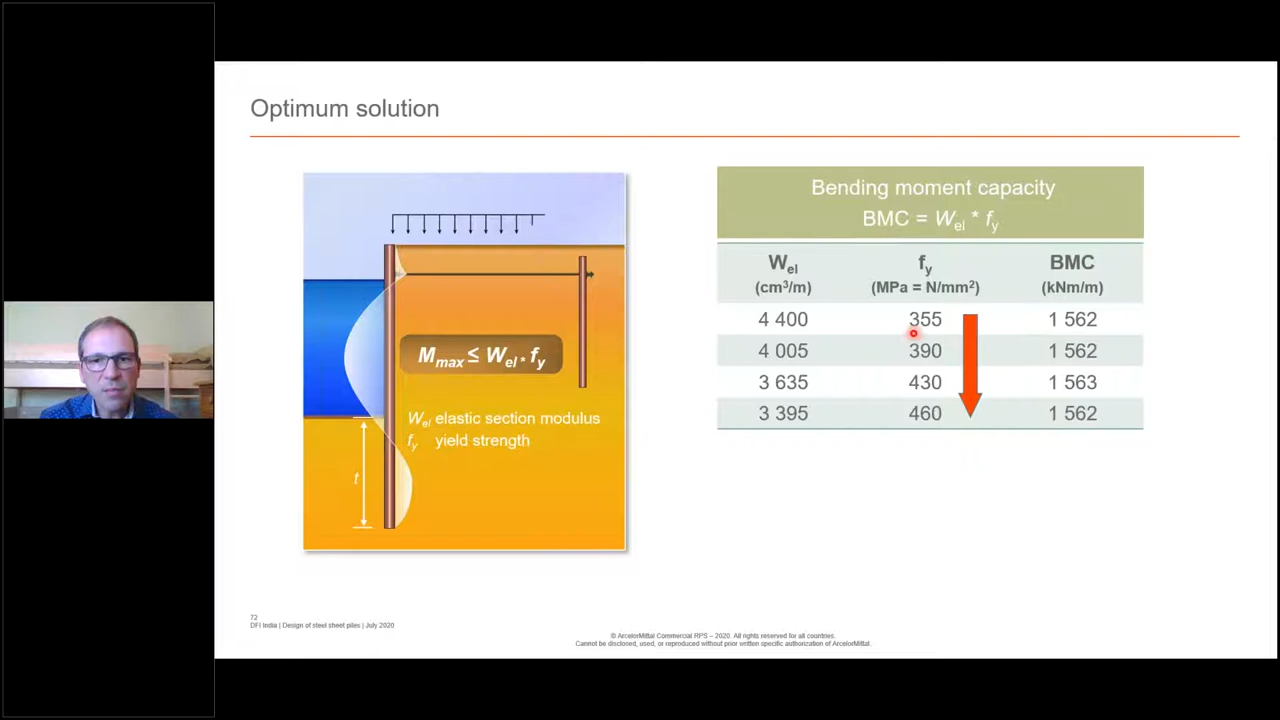 Optimum solution
Mmax ≤ Wel * fy
Wel elastic section modulus
fy yield strength
t
Bending moment capacity
BMC = Wel * fy
Wel fy BMC
(cm³/m) (MPa = N/mm²) (kNm/m)
4 400 355 1 562
4 005 390 1 562
3 635 430 1 563
3 395 460 1 562
72
DFI India | Design of steel sheet piles | July 2020
© ArcelorMittal Commercial RPS – 2020. All rights reserved for all countries.
Cannot be disclosed, used, or reproduced without prior written specific authorization of ArcelorMittal.